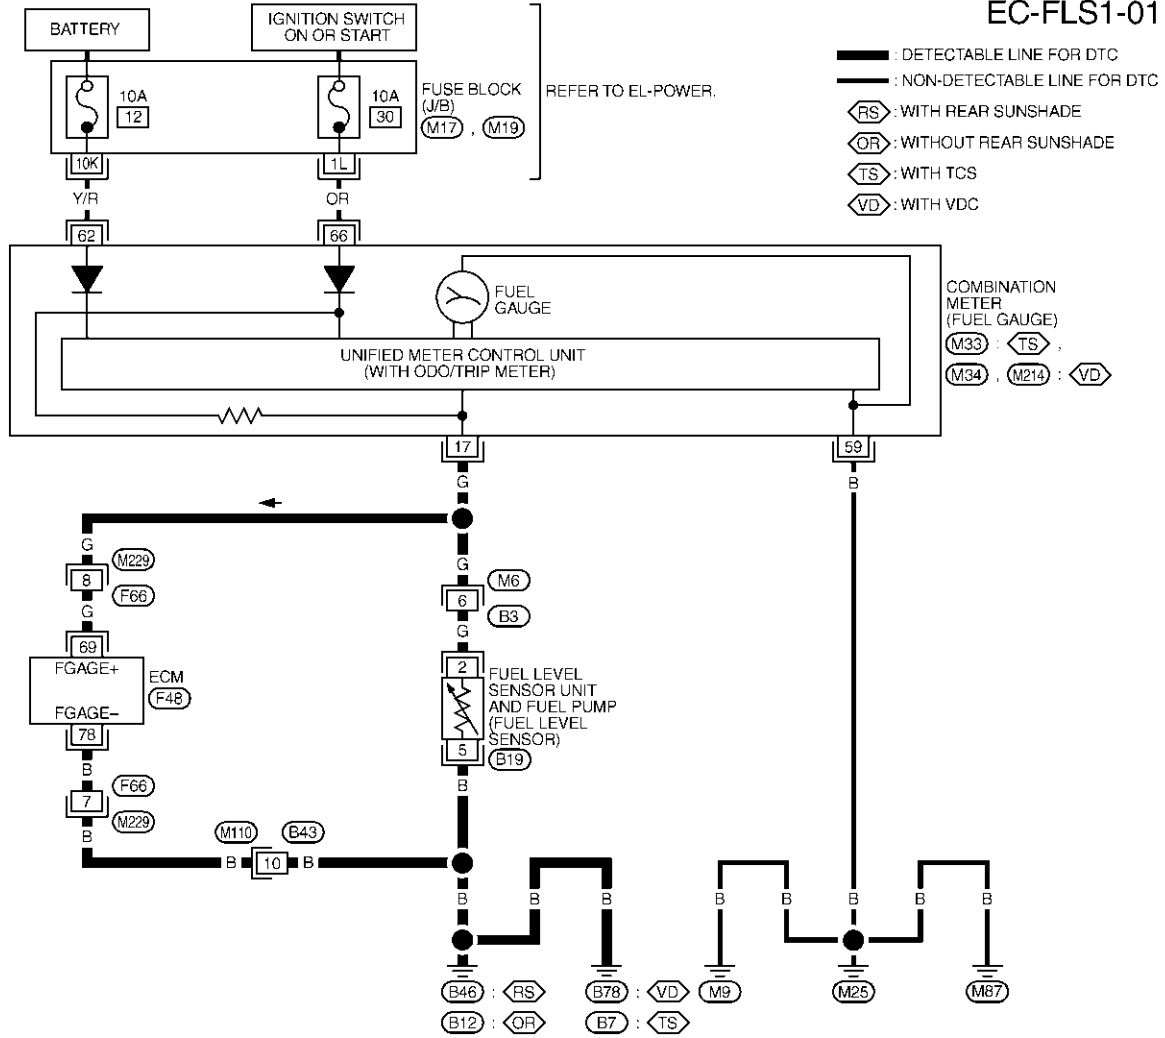 EC-FLS1-01
BATTERY
IGNITION SWITCH
ON OR START
: DETECTABLE LINE FOR DTC
: NON-DETECTABLE LINE FOR DTC
RS : WITH REAR SUNSHADE
OR : WITHOUT REAR SUNSHADE
TS : WITH TCS
VD : WITH VDC
10A
12
10A
30
FUSE BLOCK
(J/B)
M17 , M19
REFER TO EL-POWER.
10K
1L
Y/R
OR
62
66
FUEL
GAUGE
UNIFIED METER CONTROL UNIT
(WITH ODO/TRIP METER)
COMBINATION
METER
(FUEL GAUGE)
M33 : TS ,
M34 , M214 : VD
17
59
G
B
G
G
M229
8
F66
G
M6
6
B3
G
69
FGAGE+
FGAGE–
ECM
F48
78
2
FUEL LEVEL
SENSOR UNIT
AND FUEL PUMP
(FUEL LEVEL
SENSOR)
5
B19
B
B
F66
7
M229
B
M110
B43
B
10
B
B
B
B
B
B
B
B
B46 : RS
B78 : VD
M9
M25
M87
B12 : OR
B7 : TS